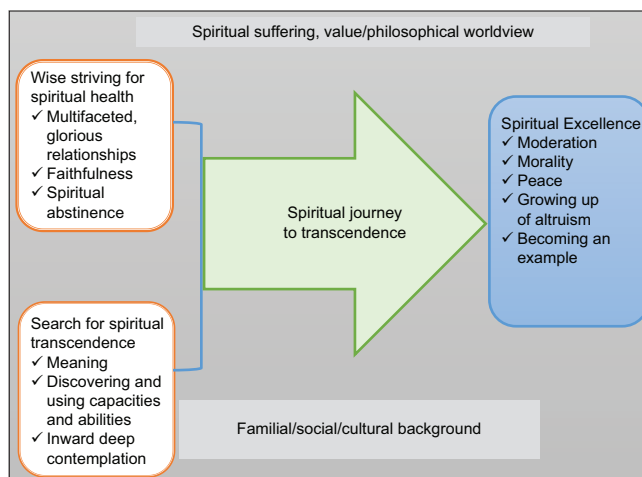 Spiritual suffering, value/philosophical worldview
Wise striving for
spiritual health
✓ Multifaceted,
glorious
relationships
✓ Faithfulness
✓ Spiritual
abstinence
Spiritual journey
to transcendence
Spiritual Excellence
✓ Moderation
✓ Morality
✓ Peace
✓ Growing up
of altruism
✓ Becoming an
example
Search for spiritual
transcendence
✓ Meaning
✓ Discovering and
using capacities
and abilities
✓ Inward deep
contemplation
Familial/social/cultural background